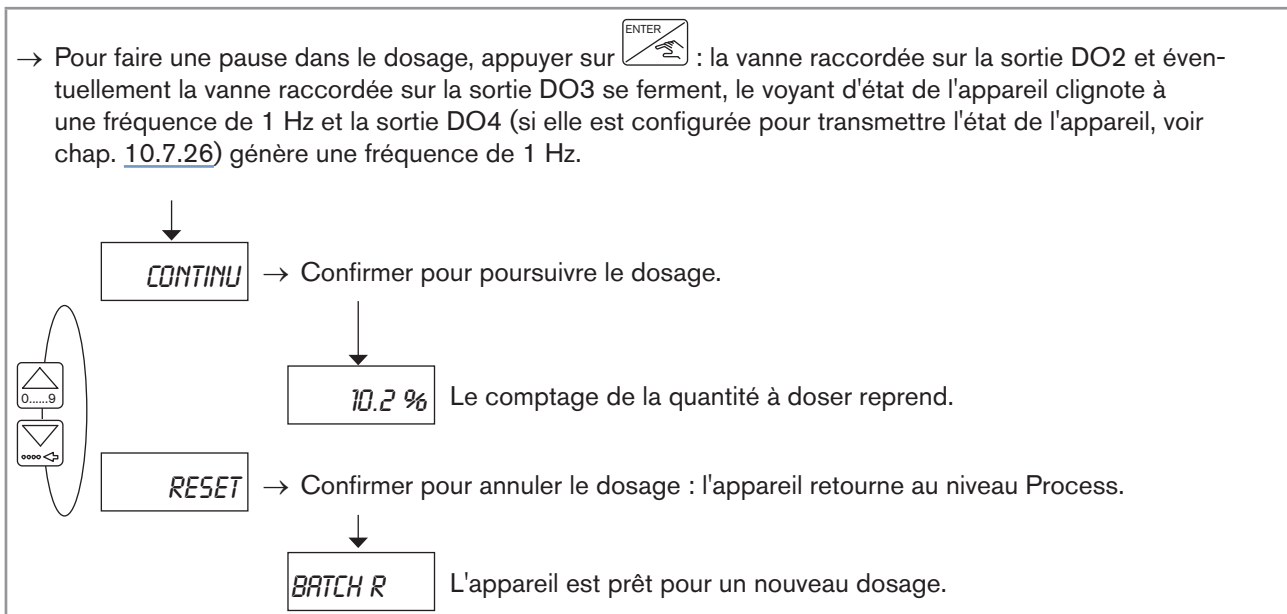 → Pour faire une pause dans le dosage, appuyer sur ENTER : la vanne raccordée sur la sortie DO2 et éven-
tuellement la vanne raccordée sur la sortie DO3 se ferment, le voyant d'état de l'appareil clignote à
une fréquence de 1 Hz et la sortie DO4 (si elle est configurée pour transmettre l'état de l'appareil, voir
chap. 10.7.26) génère une fréquence de 1 Hz.
CONTINU → Confirmer pour poursuivre le dosage.
0......9
10.2 % Le comptage de la quantité à doser reprend.
RESET → Confirmer pour annuler le dosage : l'appareil retourne au niveau Process.
BATCH R L'appareil est prêt pour un nouveau dosage.